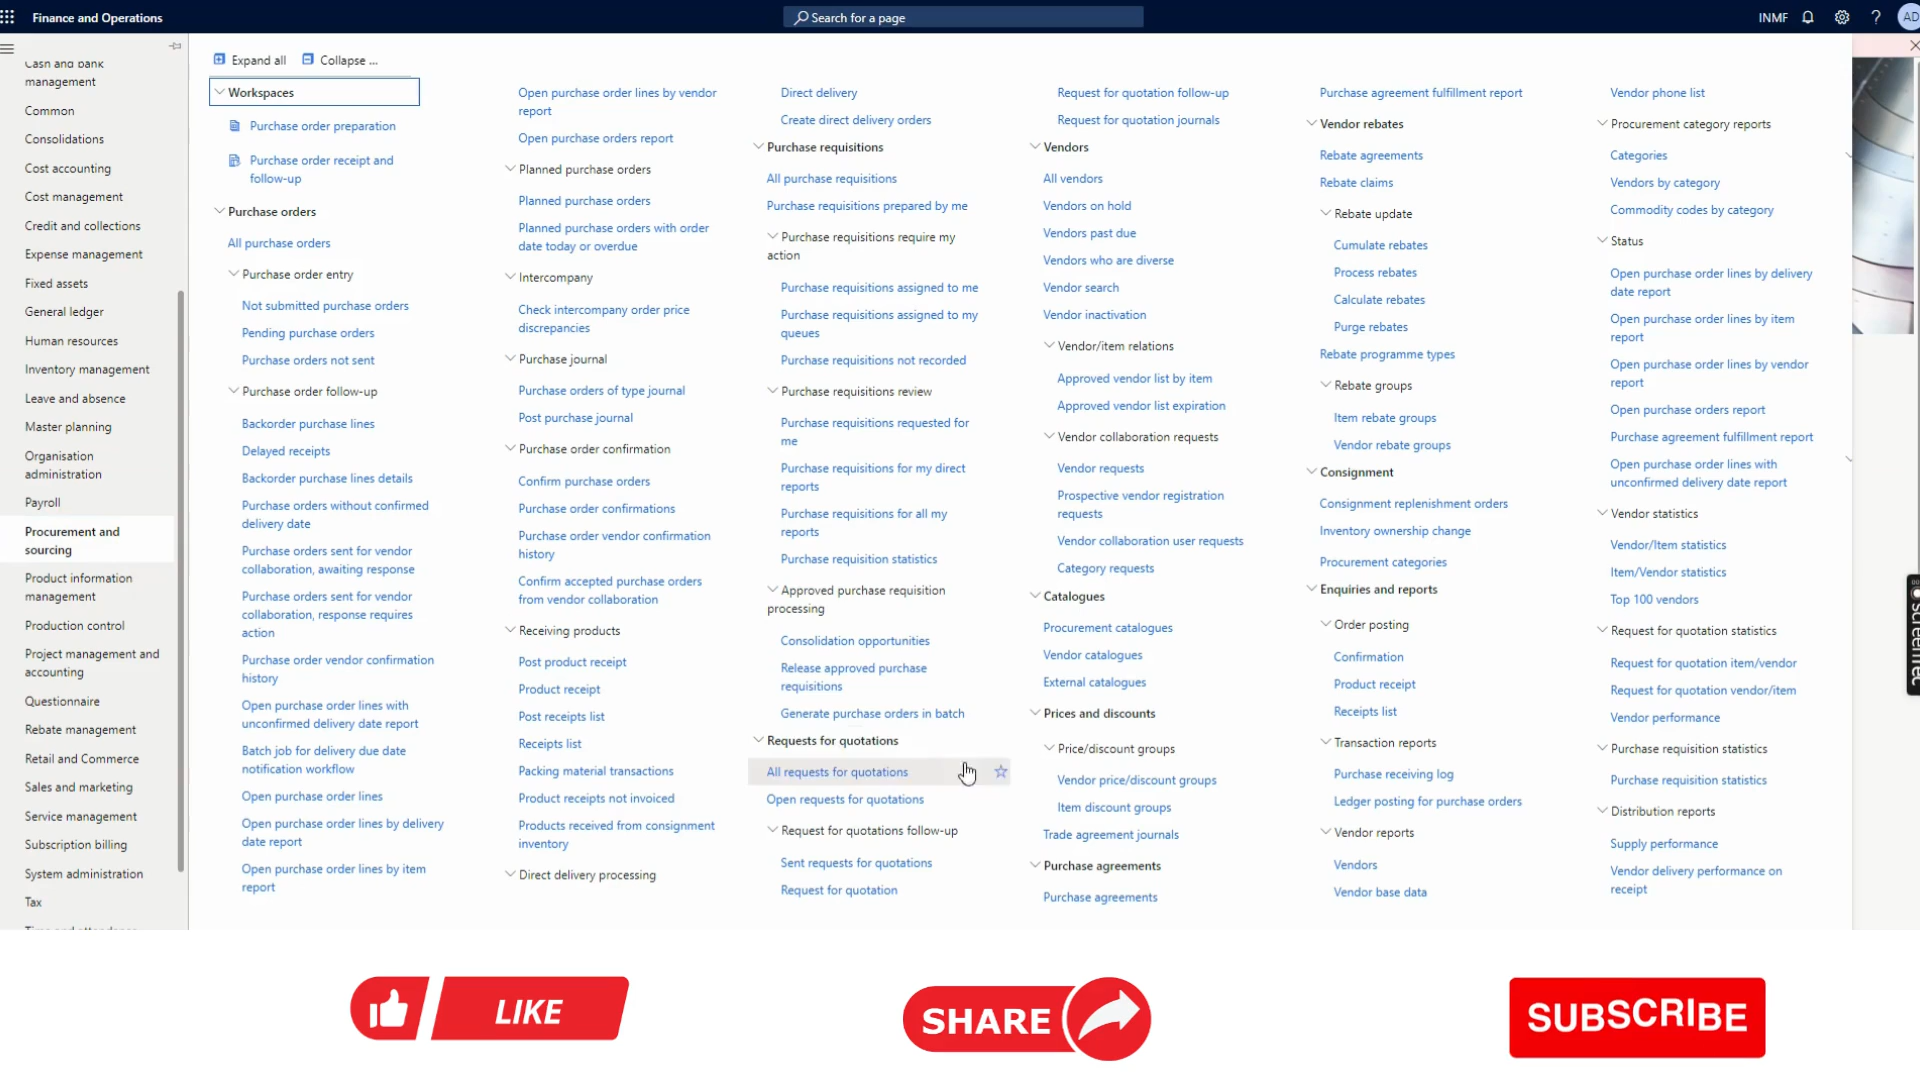 Finance and Operations
Search for a page
INMF
?
AD
Cash and bank
management
Common
Consolidations
Cost accounting
Cost management
Credit and collections
Expense management
Fixed assets
General ledger
Human resources
Inventory management
Leave and absence
Master planning
Organisation
administration
Payroll
Procurement and
sourcing
Product information
management
Production control
Project management and
accounting
Questionnaire
Rebate management
Retail and Commerce
Sales and marketing
Service management
Subscription billing
System administration
Tax
Expand all
Collapse ...
Workspaces
Purchase order preparation
Purchase order receipt and
follow-up
Purchase orders
All purchase orders
Purchase order entry
Not submitted purchase orders
Pending purchase orders
Purchase orders not sent
Purchase order follow-up
Backorder purchase lines
Delayed receipts
Backorder purchase lines details
Purchase orders without confirmed
delivery date
Purchase orders sent for vendor
collaboration, awaiting response
Purchase orders sent for vendor
collaboration, response requires
action
Purchase order vendor confirmation
history
Open purchase order lines with
unconfirmed delivery date report
Batch job for delivery due date
notification workflow
Open purchase order lines
Open purchase order lines by delivery
date report
Open purchase order lines by item
report
Open purchase order lines by vendor
report
Open purchase orders report
Planned purchase orders
Planned purchase orders
Planned purchase orders with order
date today or overdue
Intercompany
Check intercompany order price
discrepancies
Purchase journal
Purchase orders of type journal
Post purchase journal
Purchase order confirmation
Confirm purchase orders
Purchase order confirmations
Purchase order vendor confirmation
history
Confirm accepted purchase orders
from vendor collaboration
Receiving products
Post product receipt
Product receipt
Post receipts list
Receipts list
Packing material transactions
Product receipts not invoiced
Products received from consignment
inventory
Direct delivery processing
Direct delivery
Create direct delivery orders
Purchase requisitions
All purchase requisitions
Purchase requisitions prepared by me
Purchase requisitions require my
action
Purchase requisitions assigned to me
Purchase requisitions assigned to my
queues
Purchase requisitions not recorded
Purchase requisitions review
Purchase requisitions requested for
me
Purchase requisitions for my direct
reports
Purchase requisitions for all my
reports
Purchase requisition statistics
Approved purchase requisition
processing
Consolidation opportunities
Release approved purchase
requisitions
Generate purchase orders in batch
Requests for quotations
All requests for quotations
Open requests for quotations
Request for quotations follow-up
Sent requests for quotations
Request for quotation
Request for quotation follow-up
Request for quotation journals
Vendors
All vendors
Vendors on hold
Vendors past due
Vendors who are diverse
Vendor search
Vendor inactivation
Vendor/item relations
Approved vendor list by item
Approved vendor list expiration
Vendor collaboration requests
Vendor requests
Prospective vendor registration
requests
Vendor collaboration user requests
Category requests
Catalogues
Procurement catalogues
Vendor catalogues
External catalogues
Prices and discounts
Price/discount groups
Vendor price/discount groups
Item discount groups
Trade agreement journals
Purchase agreements
Purchase agreements
Purchase agreement fulfillment report
Vendor rebates
Rebate agreements
Rebate claims
Rebate update
Cumulate rebates
Process rebates
Calculate rebates
Purge rebates
Rebate programme types
Rebate groups
Item rebate groups
Vendor rebate groups
Consignment
Consignment replenishment orders
Inventory ownership change
Procurement categories
Enquiries and reports
Order posting
Confirmation
Product receipt
Receipts list
Transaction reports
Purchase receiving log
Ledger posting for purchase orders
Vendor reports
Vendors
Vendor base data
Vendor phone list
Procurement category reports
Categories
Vendors by category
Commodity codes by category
Status
Open purchase order lines by delivery
date report
Open purchase order lines by item
report
Open purchase order lines by vendor
report
Open purchase orders report
Purchase agreement fulfillment report
Open purchase order lines with
unconfirmed delivery date report
Vendor statistics
Vendor/Item statistics
Item/Vendor statistics
Top 100 vendors
Request for quotation statistics
Request for quotation item/vendor
Request for quotation vendor/item
Vendor performance
Purchase requisition statistics
Purchase requisition statistics
Distribution reports
Supply performance
Vendor delivery performance on
receipt
LIKE
SHARE
SUBSCRIBE